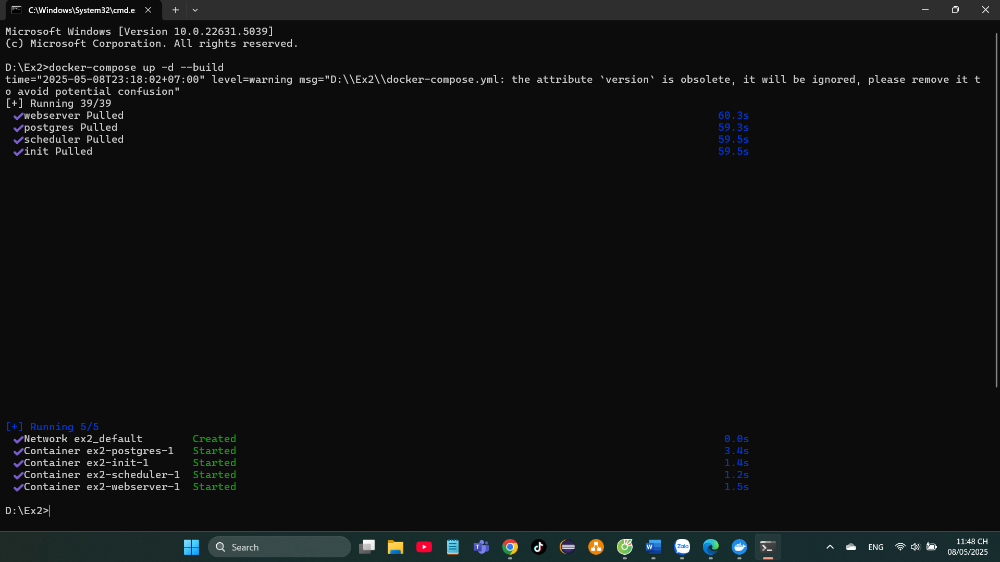 C:\Windows\System32\cmd.e
Microsoft Windows [Version 10.0.22631.5039]
(c) Microsoft Corporation. All rights reserved.
D:\Ex2>docker-compose up -d --build
time="2025-05-08T23:18:02+07:00" level=warning msg="D:\\Ex2\\docker-compose.yml: the attribute `version` is obsolete, it will be ignored, please remove it t
o avoid potential confusion"
[+] Running 39/39
webserver Pulled 60.3s
postgres Pulled 59.3s
scheduler Pulled 59.5s
init Pulled 59.5s
[+] Running 5/5
Network ex2_default Created 0.0s
Container ex2-postgres-1 Started 3.4s
Container ex2-init-1 Started 1.4s
Container ex2-scheduler-1 Started 1.2s
Container ex2-webserver-1 Started 1.5s
D:\Ex2>
Search
T
W
Zalo
ENG
11:48 CH
08/05/2025